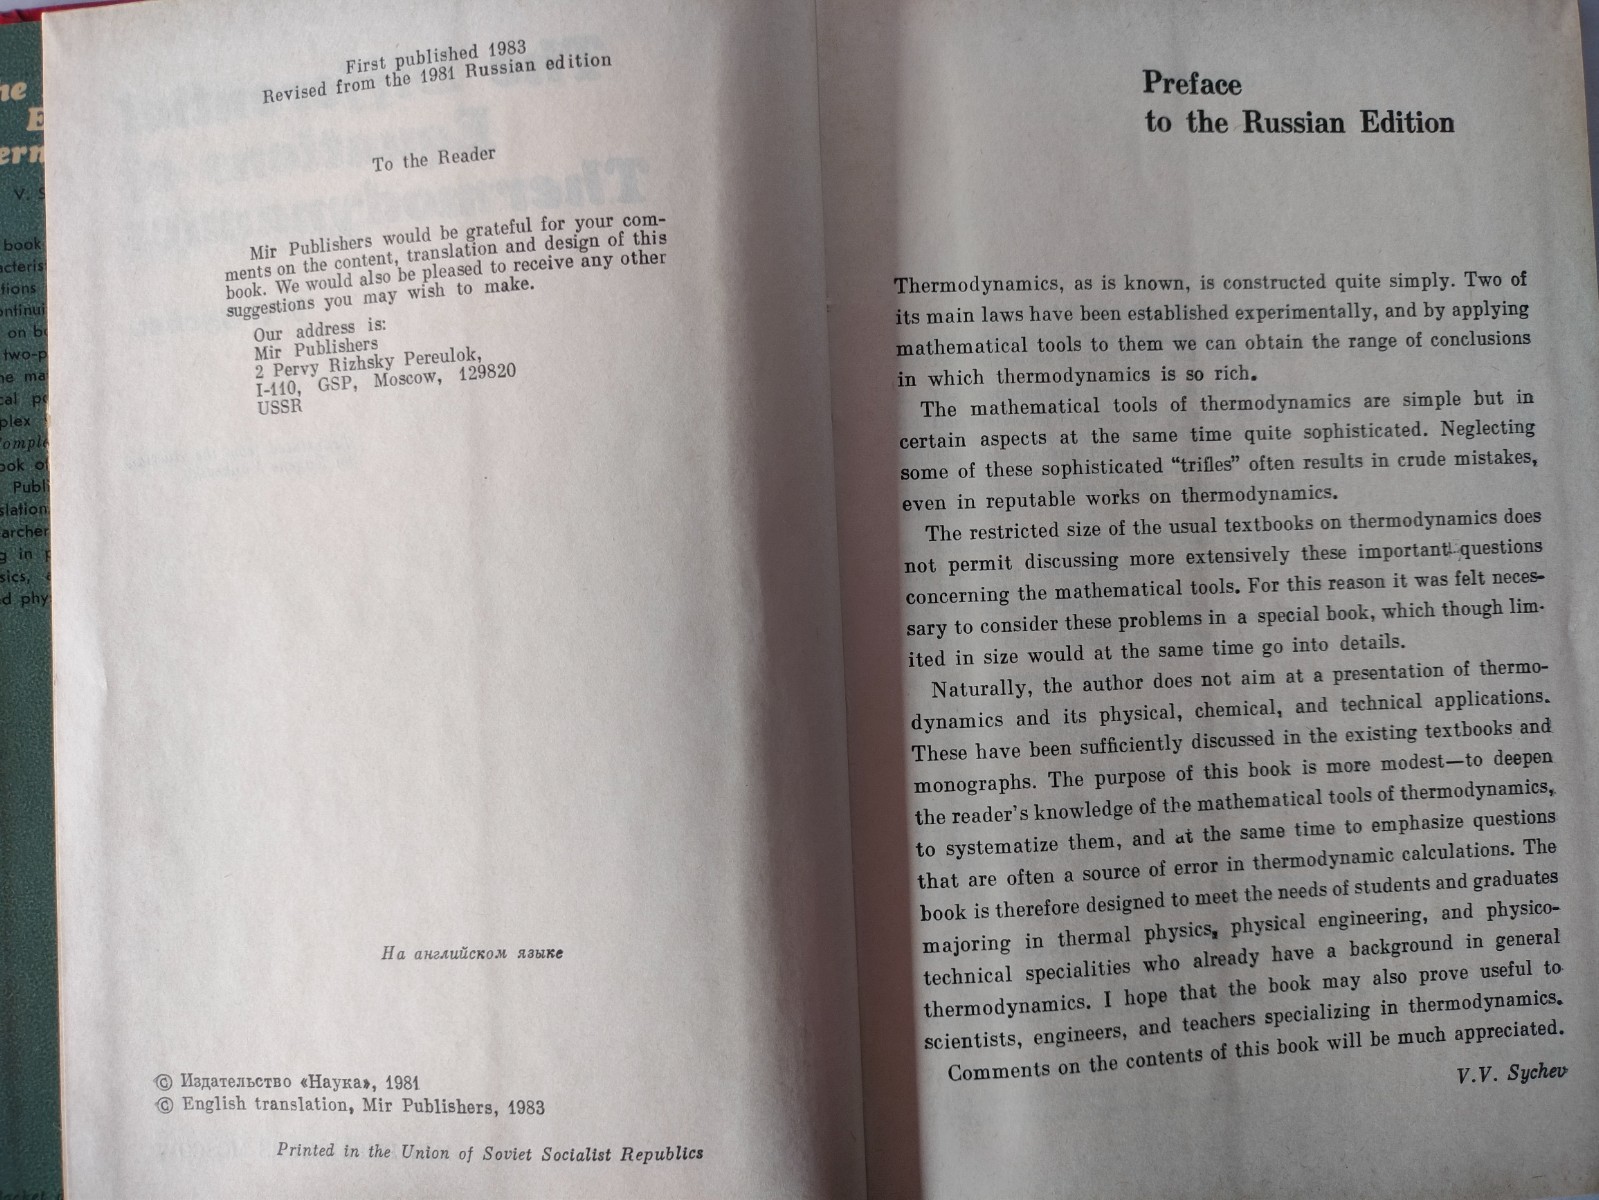 First published 1983
Revised from the 1981 Russian edition
To the Reader
Mir Publishers would be grateful for your com-
ments on the content, translation and design of this
book. We would also be pleased to receive any other
suggestions you may wish to make.
Our address is:
Mir Publishers
2 Pervy Rizhsky Pereulok,
I-110, GSP, Moscow, 129820
USSR
На английском языке
© Издательство «Наука», 1981
© English translation, Mir Publishers, 1983
Printed in the Union of Soviet Socialist Republics
Preface
to the Russian Edition
Thermodynamics, as is known, is constructed quite simply. Two of
its main laws have been established experimentally, and by applying
mathematical tools to them we can obtain the range of conclusions
in which thermodynamics is so rich.
The mathematical tools of thermodynamics are simple but in
certain aspects at the same time quite sophisticated. Neglecting
some of these sophisticated “trifles” often results in crude mistakes,
even in reputable works on thermodynamics.
The restricted size of the usual textbooks on thermodynamics does
not permit discussing more extensively these important questions
concerning the mathematical tools. For this reason it was felt neces-
sary to consider these problems in a special book, which though lim-
ited in size would at the same time go into details.
Naturally, the author does not aim at a presentation of thermo-
dynamics and its physical, chemical, and technical applications.
These have been sufficiently discussed in the existing textbooks and
monographs. The purpose of this book is more modest—to deepen
the reader's knowledge of the mathematical tools of thermodynamics,
to systematize them, and at the same time to emphasize questions
that are often a source of error in thermodynamic calculations. The
book is therefore designed to meet the needs of students and graduates
majoring in thermal physics, physical engineering, and physico-
technical specialities who already have a background in general
thermodynamics. I hope that the book may also prove useful to
scientists, engineers, and teachers specializing in thermodynamics.
Comments on the contents of this book will be much appreciated.
V.V. Sychev